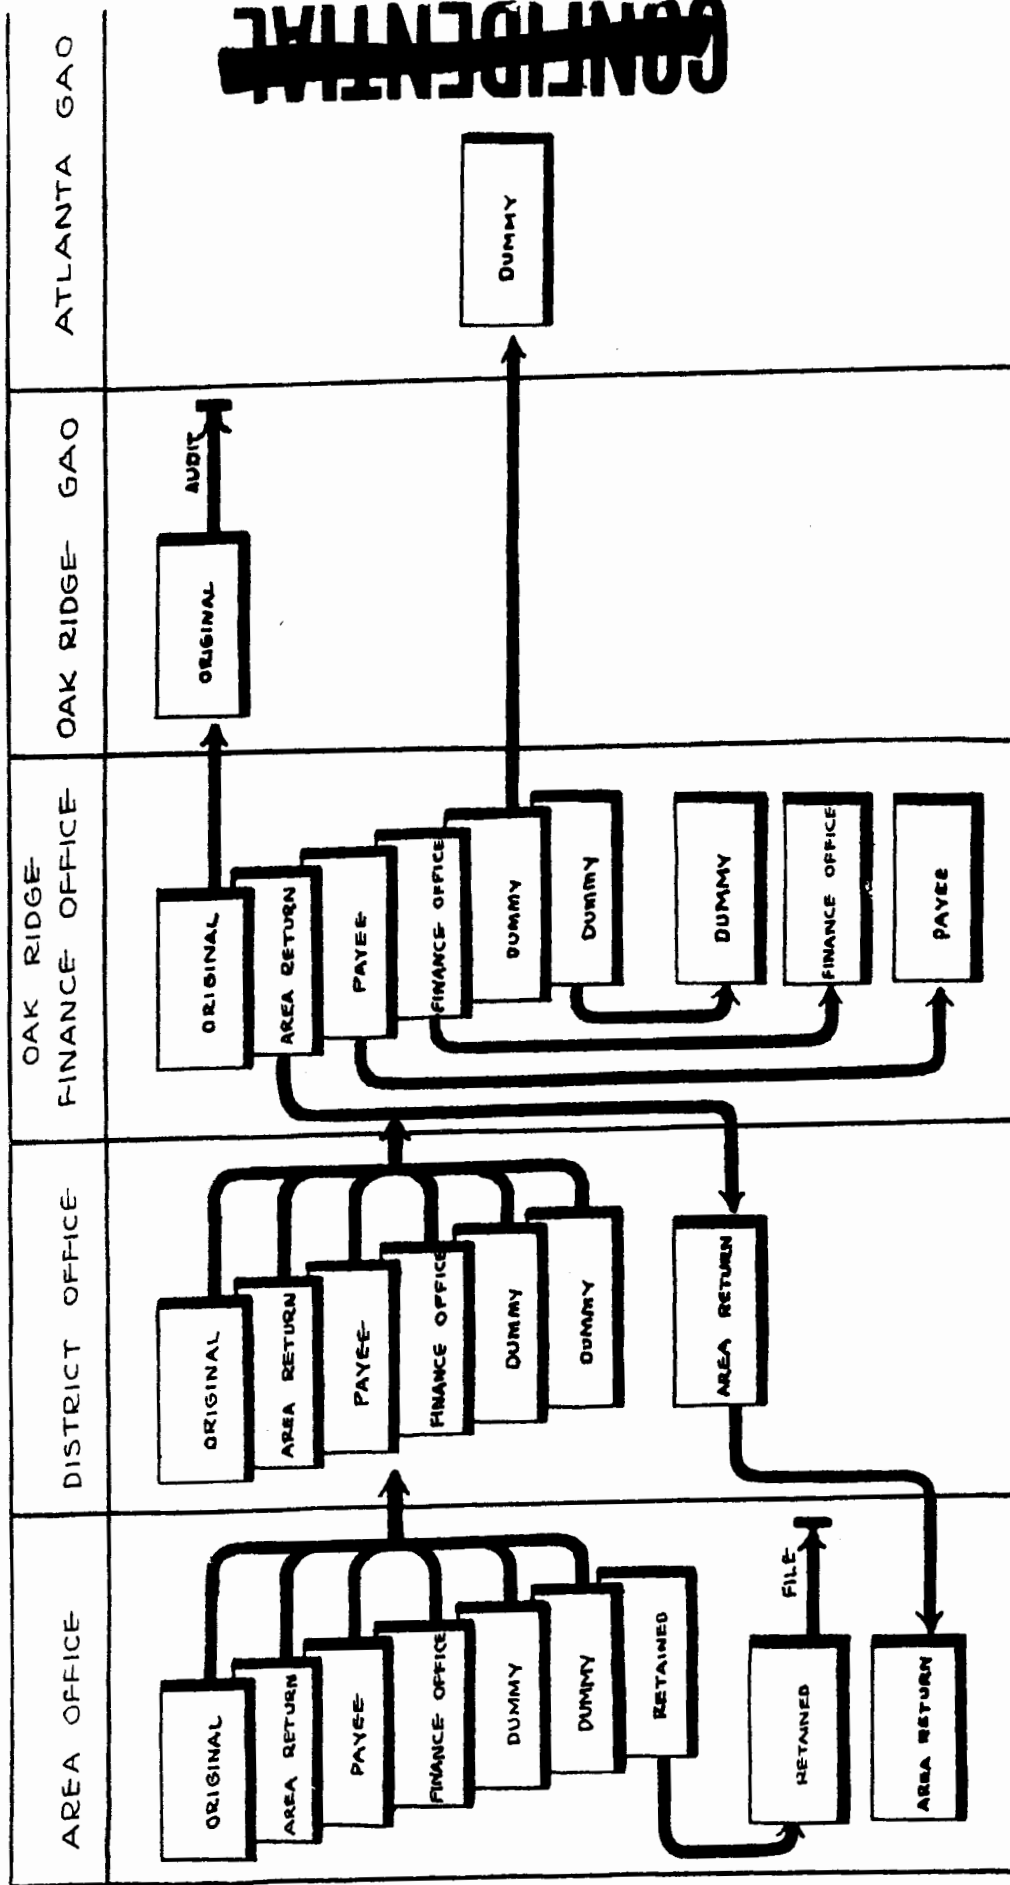 CONFIDENTIAL
AREA OFFICE
DISTRICT OFFICE
OAK RIDGE
FINANCE OFFICE
OAK RIDGE GAO
ATLANTA GAO
ORIGINAL
AREA RETURN
PAYEE
FINANCE OFFICE
DUMMY
DUMMY
RETAINED
RETAINED
FILE
AREA RETURN
ORIGINAL
AREA RETURN
PAYEE
FINANCE OFFICE
DUMMY
DUMMY
AREA RETURN
ORIGINAL
AREA RETURN
PAYEE
FINANCE OFFICE
DUMMY
DUMMY
DUMMY
FINANCE OFFICE
PAYEE
ORIGINAL
AUDIT
DUMMY